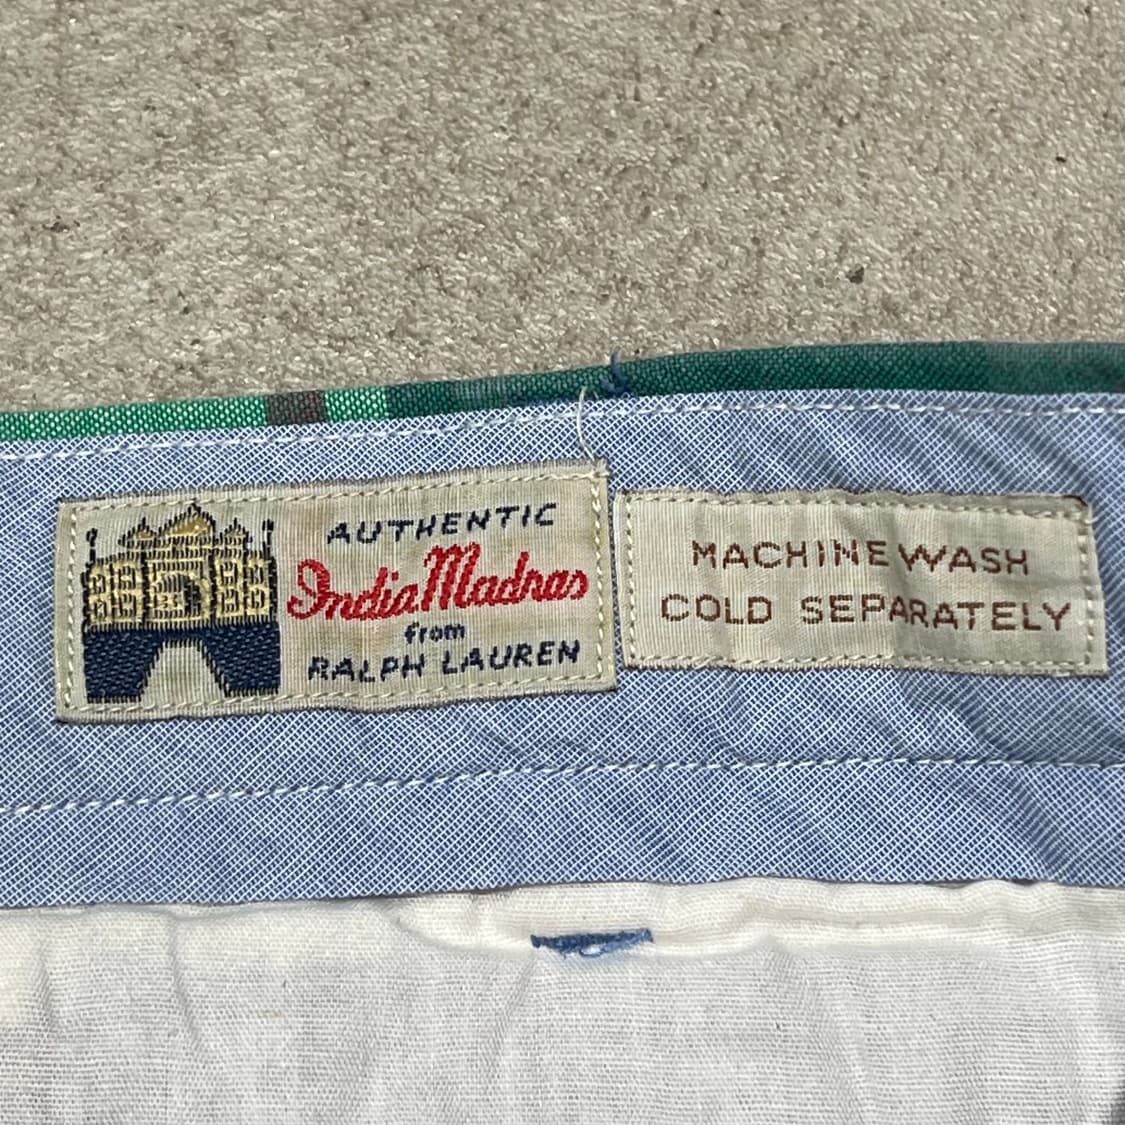 AUTHENTIC
India Madras
from
RALPH LAUREN
MACHINE WASH
COLD SEPARATELY